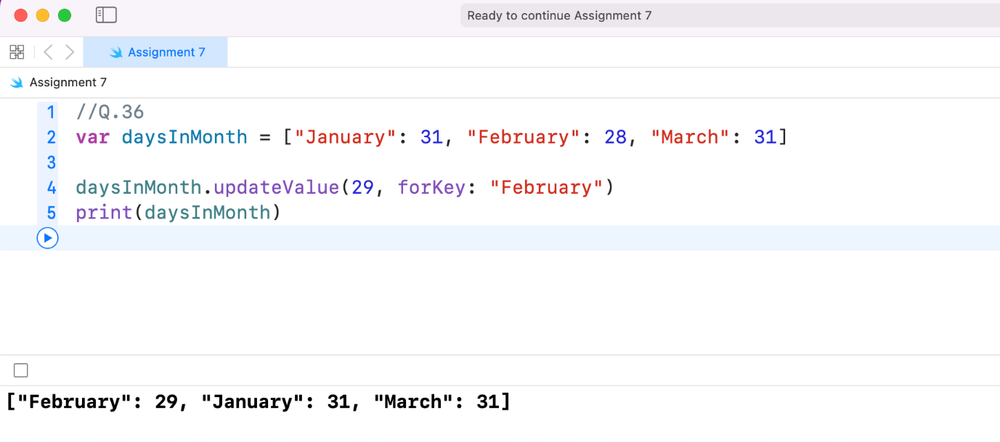 Ready to continue Assignment 7
Assignment 7
Assignment 7
1 //Q.36
2 var daysInMonth = ["January": 31, "February": 28, "March": 31]
3
4 daysInMonth.updateValue(29, forKey: "February")
5 print(daysInMonth)
["February": 29, "January": 31, "March": 31]